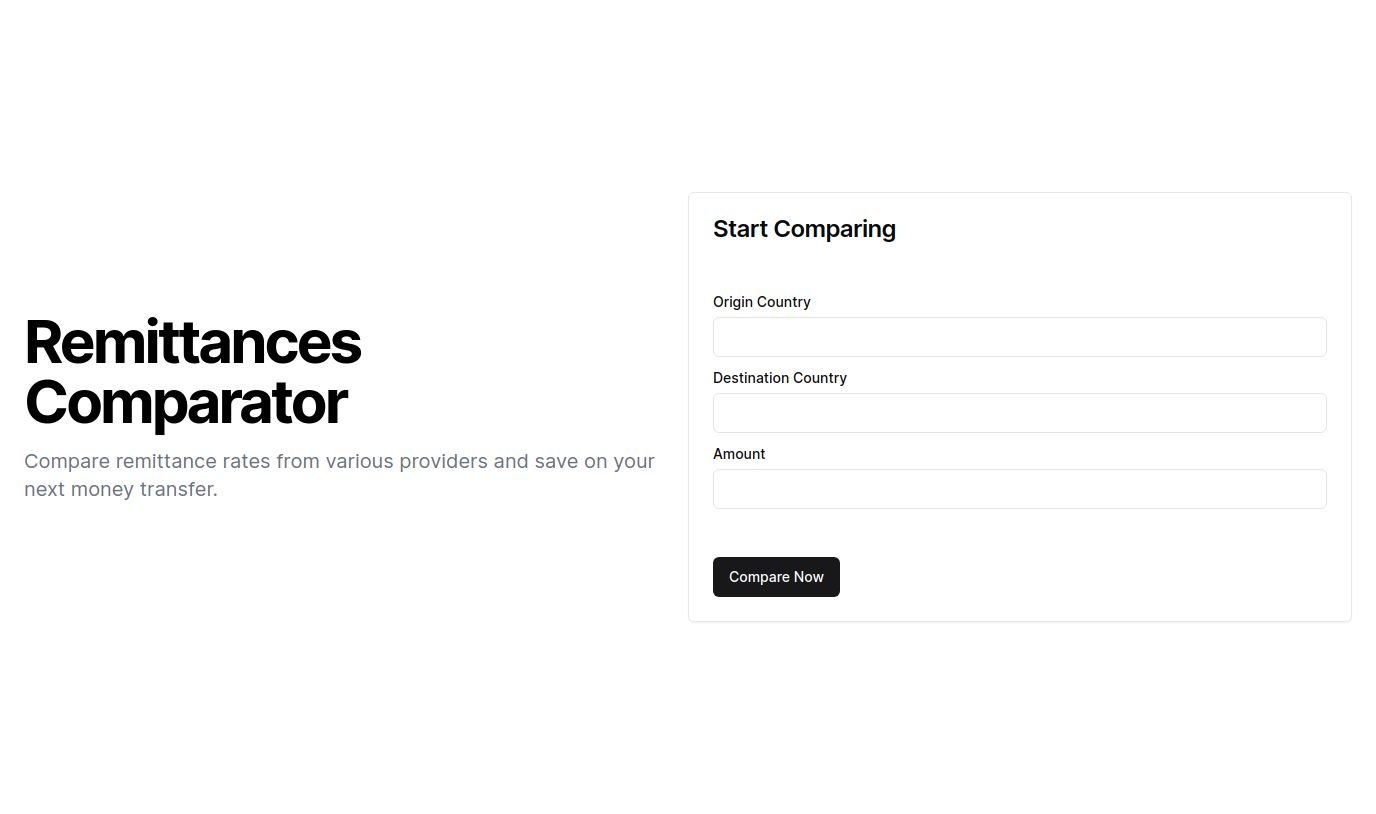 Remittances
Comparator
Compare remittance rates from various providers and save on your
next money transfer.
Start Comparing
Origin Country
Destination Country
Amount
Compare Now